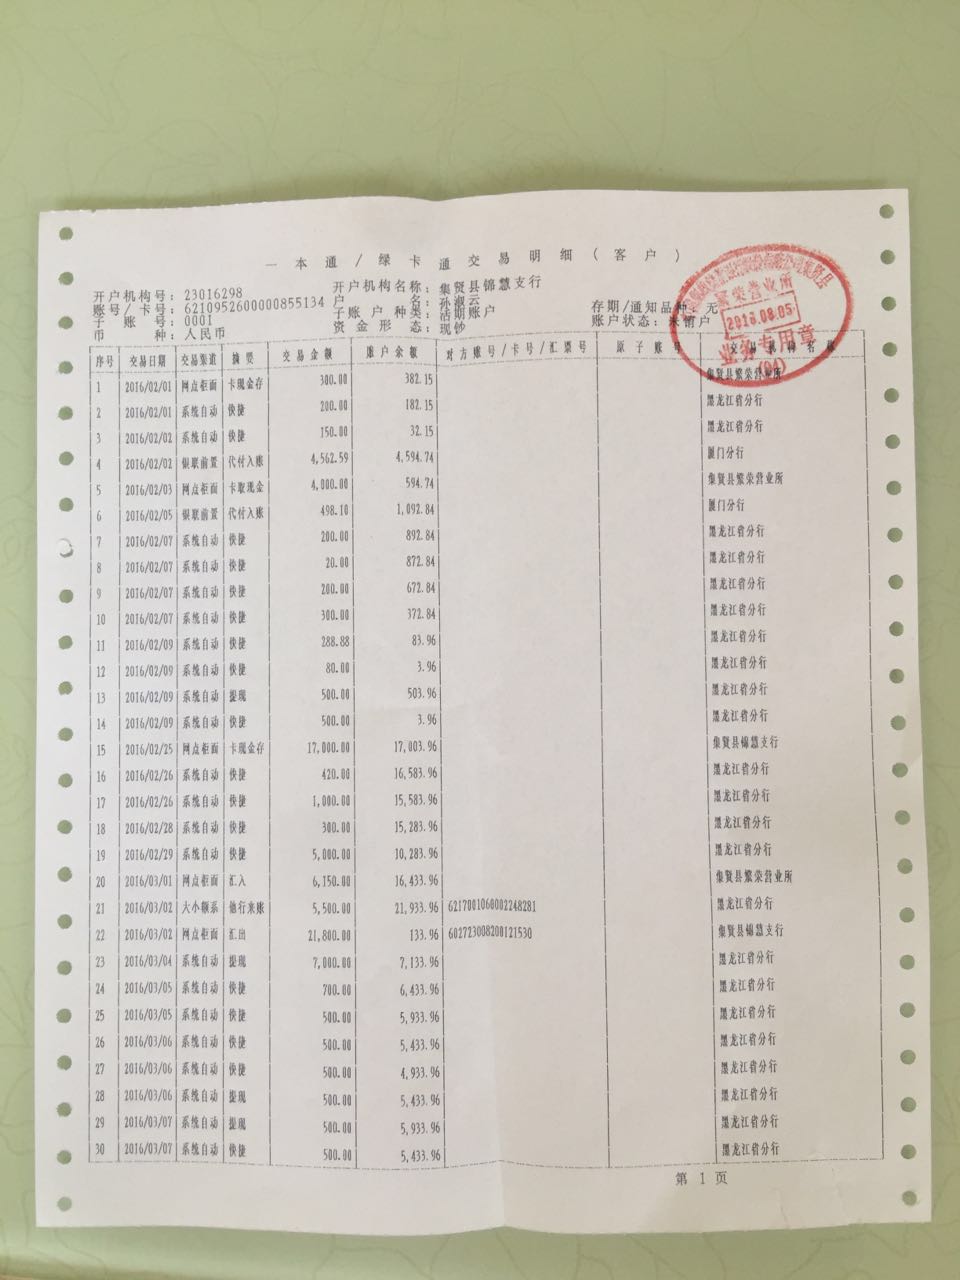 一本通/绿卡通交易明细(客户)
开户机构号: 23016298 开户机构名称: 集贤县锦慧支行
账号/卡号: 6210952600000855134 户 名: 孙淑云 存期/通知品种: 无
子 账 号: 0001 子账户种类: 活期账户 账户状态: 未销户
币 种: 人民币 资金形态: 现钞
繁荣营业所
2016.08.05
业务专用章
(04)
序号 交易日期 交易渠道 摘要 交易金额 账户余额 对方账号/卡号/汇票号 原子账号 交易机构名称
1 2016/02/01 网点柜面 卡现金存 300.00 382.15 集贤县繁荣营业所
2 2016/02/01 系统自动 快捷 200.00 182.15 黑龙江省分行
3 2016/02/02 系统自动 快捷 150.00 32.15 黑龙江省分行
4 2016/02/02 银联前置 代付入账 4,562.59 4,594.74 厦门分行
5 2016/02/03 网点柜面 卡取现金 4,000.00 594.74 集贤县繁荣营业所
6 2016/02/05 银联前置 代付入账 498.10 1,092.84 厦门分行
7 2016/02/07 系统自动 快捷 200.00 892.84 黑龙江省分行
8 2016/02/07 系统自动 快捷 20.00 872.84 黑龙江省分行
9 2016/02/07 系统自动 快捷 200.00 672.84 黑龙江省分行
10 2016/02/07 系统自动 快捷 300.00 372.84 黑龙江省分行
11 2016/02/09 系统自动 快捷 288.88 83.96 黑龙江省分行
12 2016/02/09 系统自动 快捷 80.00 3.96 黑龙江省分行
13 2016/02/09 系统自动 提现 500.00 503.96 黑龙江省分行
14 2016/02/09 系统自动 快捷 500.00 3.96 黑龙江省分行
15 2016/02/25 网点柜面 卡现金存 17,000.00 17,003.96 集贤县锦慧支行
16 2016/02/26 系统自动 快捷 420.00 16,583.96 黑龙江省分行
17 2016/02/26 系统自动 快捷 1,000.00 15,583.96 黑龙江省分行
18 2016/02/28 系统自动 快捷 300.00 15,283.96 黑龙江省分行
19 2016/02/29 系统自动 快捷 5,000.00 10,283.96 黑龙江省分行
20 2016/03/01 网点柜面 汇入 6,150.00 16,433.96 集贤县繁荣营业所
21 2016/03/02 大小额系 他行来账 5,500.00 21,933.96 6217001060002248281 黑龙江省分行
22 2016/03/02 网点柜面 汇出 21,800.00 133.96 602723008200121530 集贤县锦慧支行
23 2016/03/04 系统自动 提现 7,000.00 7,133.96 黑龙江省分行
24 2016/03/05 系统自动 快捷 700.00 6,433.96 黑龙江省分行
25 2016/03/05 系统自动 快捷 500.00 5,933.96 黑龙江省分行
26 2016/03/06 系统自动 快捷 500.00 5,433.96 黑龙江省分行
27 2016/03/06 系统自动 快捷 500.00 4,933.96 黑龙江省分行
28 2016/03/06 系统自动 提现 500.00 5,433.96 黑龙江省分行
29 2016/03/07 系统自动 提现 500.00 5,933.96 黑龙江省分行
30 2016/03/07 系统自动 快捷 500.00 5,433.96 黑龙江省分行
第 1 页